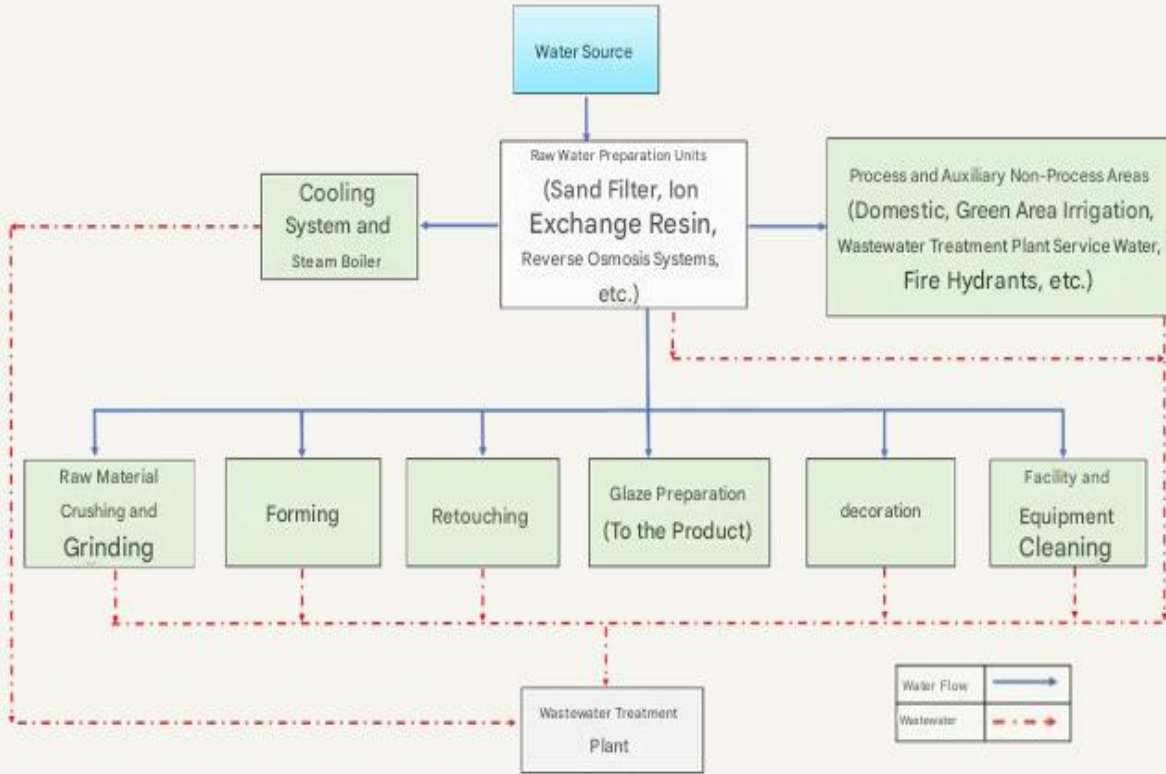 Water Source
Raw Water Preparation Units
(Sand Filter, Ion
Exchange Resin,
Reverse Osmosis Systems,
etc.)
Process and Auxiliary Non-Process Areas
(Domestic, Green Area Irrigation,
Wastewater Treatment Plant Service Water,
Fire Hydrants, etc.)
Cooling
System and
Steam Boiler
Raw Material
Crushing and
Grinding
Forming
Retouching
Glaze Preparation
(To the Product)
decoration
Facility and
Equipment
Cleaning
Wastewater Treatment
Plant
Water Flow
Wastewater